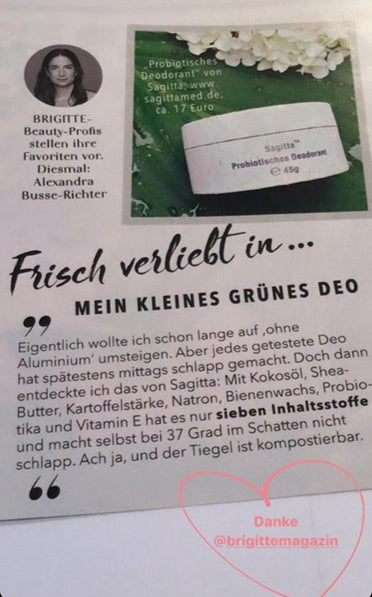 „Probiotisches
Deodorant“ von
Sagitta, www.
sagittamed.de,
ca. 17 Euro
BRIGITTE-
Beauty-Profis
stellen ihre
Favoriten vor.
Diesmal:
Alexandra
Busse-Richter
Sagitta™
Probiotisches Deodorant
℮ 45g
Frisch verliebt in ...
MEIN KLEINES GRÜNES DEO
„
Eigentlich wollte ich schon lange auf ‚ohne
Aluminium‘ umsteigen. Aber jedes getestete Deo
hat spätestens mittags schlapp gemacht. Doch dann
entdeckte ich das von Sagitta: Mit Kokosöl, Shea-
Butter, Kartoffelstärke, Natron, Bienenwachs, Probio-
tika und Vitamin E hat es nur sieben Inhaltsstoffe
und macht selbst bei 37 Grad im Schatten nicht
schlapp. Ach ja, und der Tiegel ist kompostierbar.
“
Danke
@brigittemagazin